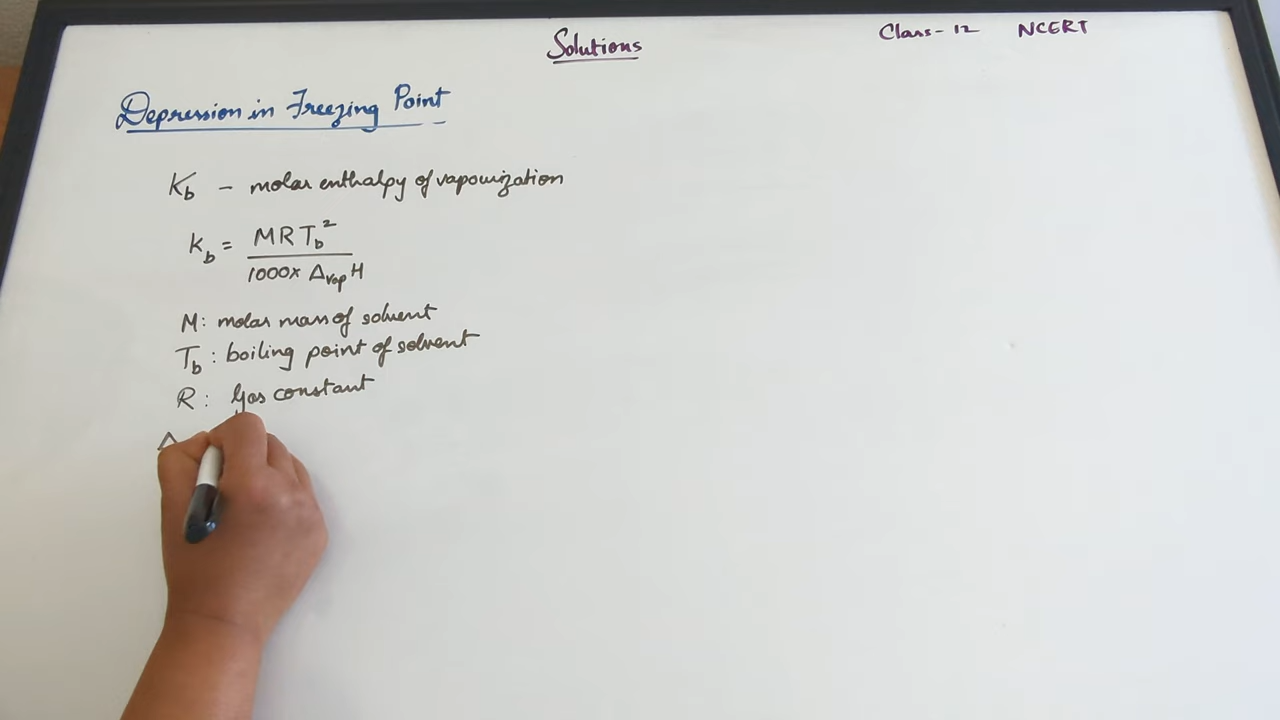 Solutions
Class-12 NCERT
Depression in Freezing Point
Kb - molar enthalpy of vapourization
Kb = MRTb² / 1000x ΔvapH
M: molar mass of solvent
Tb: boiling point of solvent
R: Gas constant
Δ